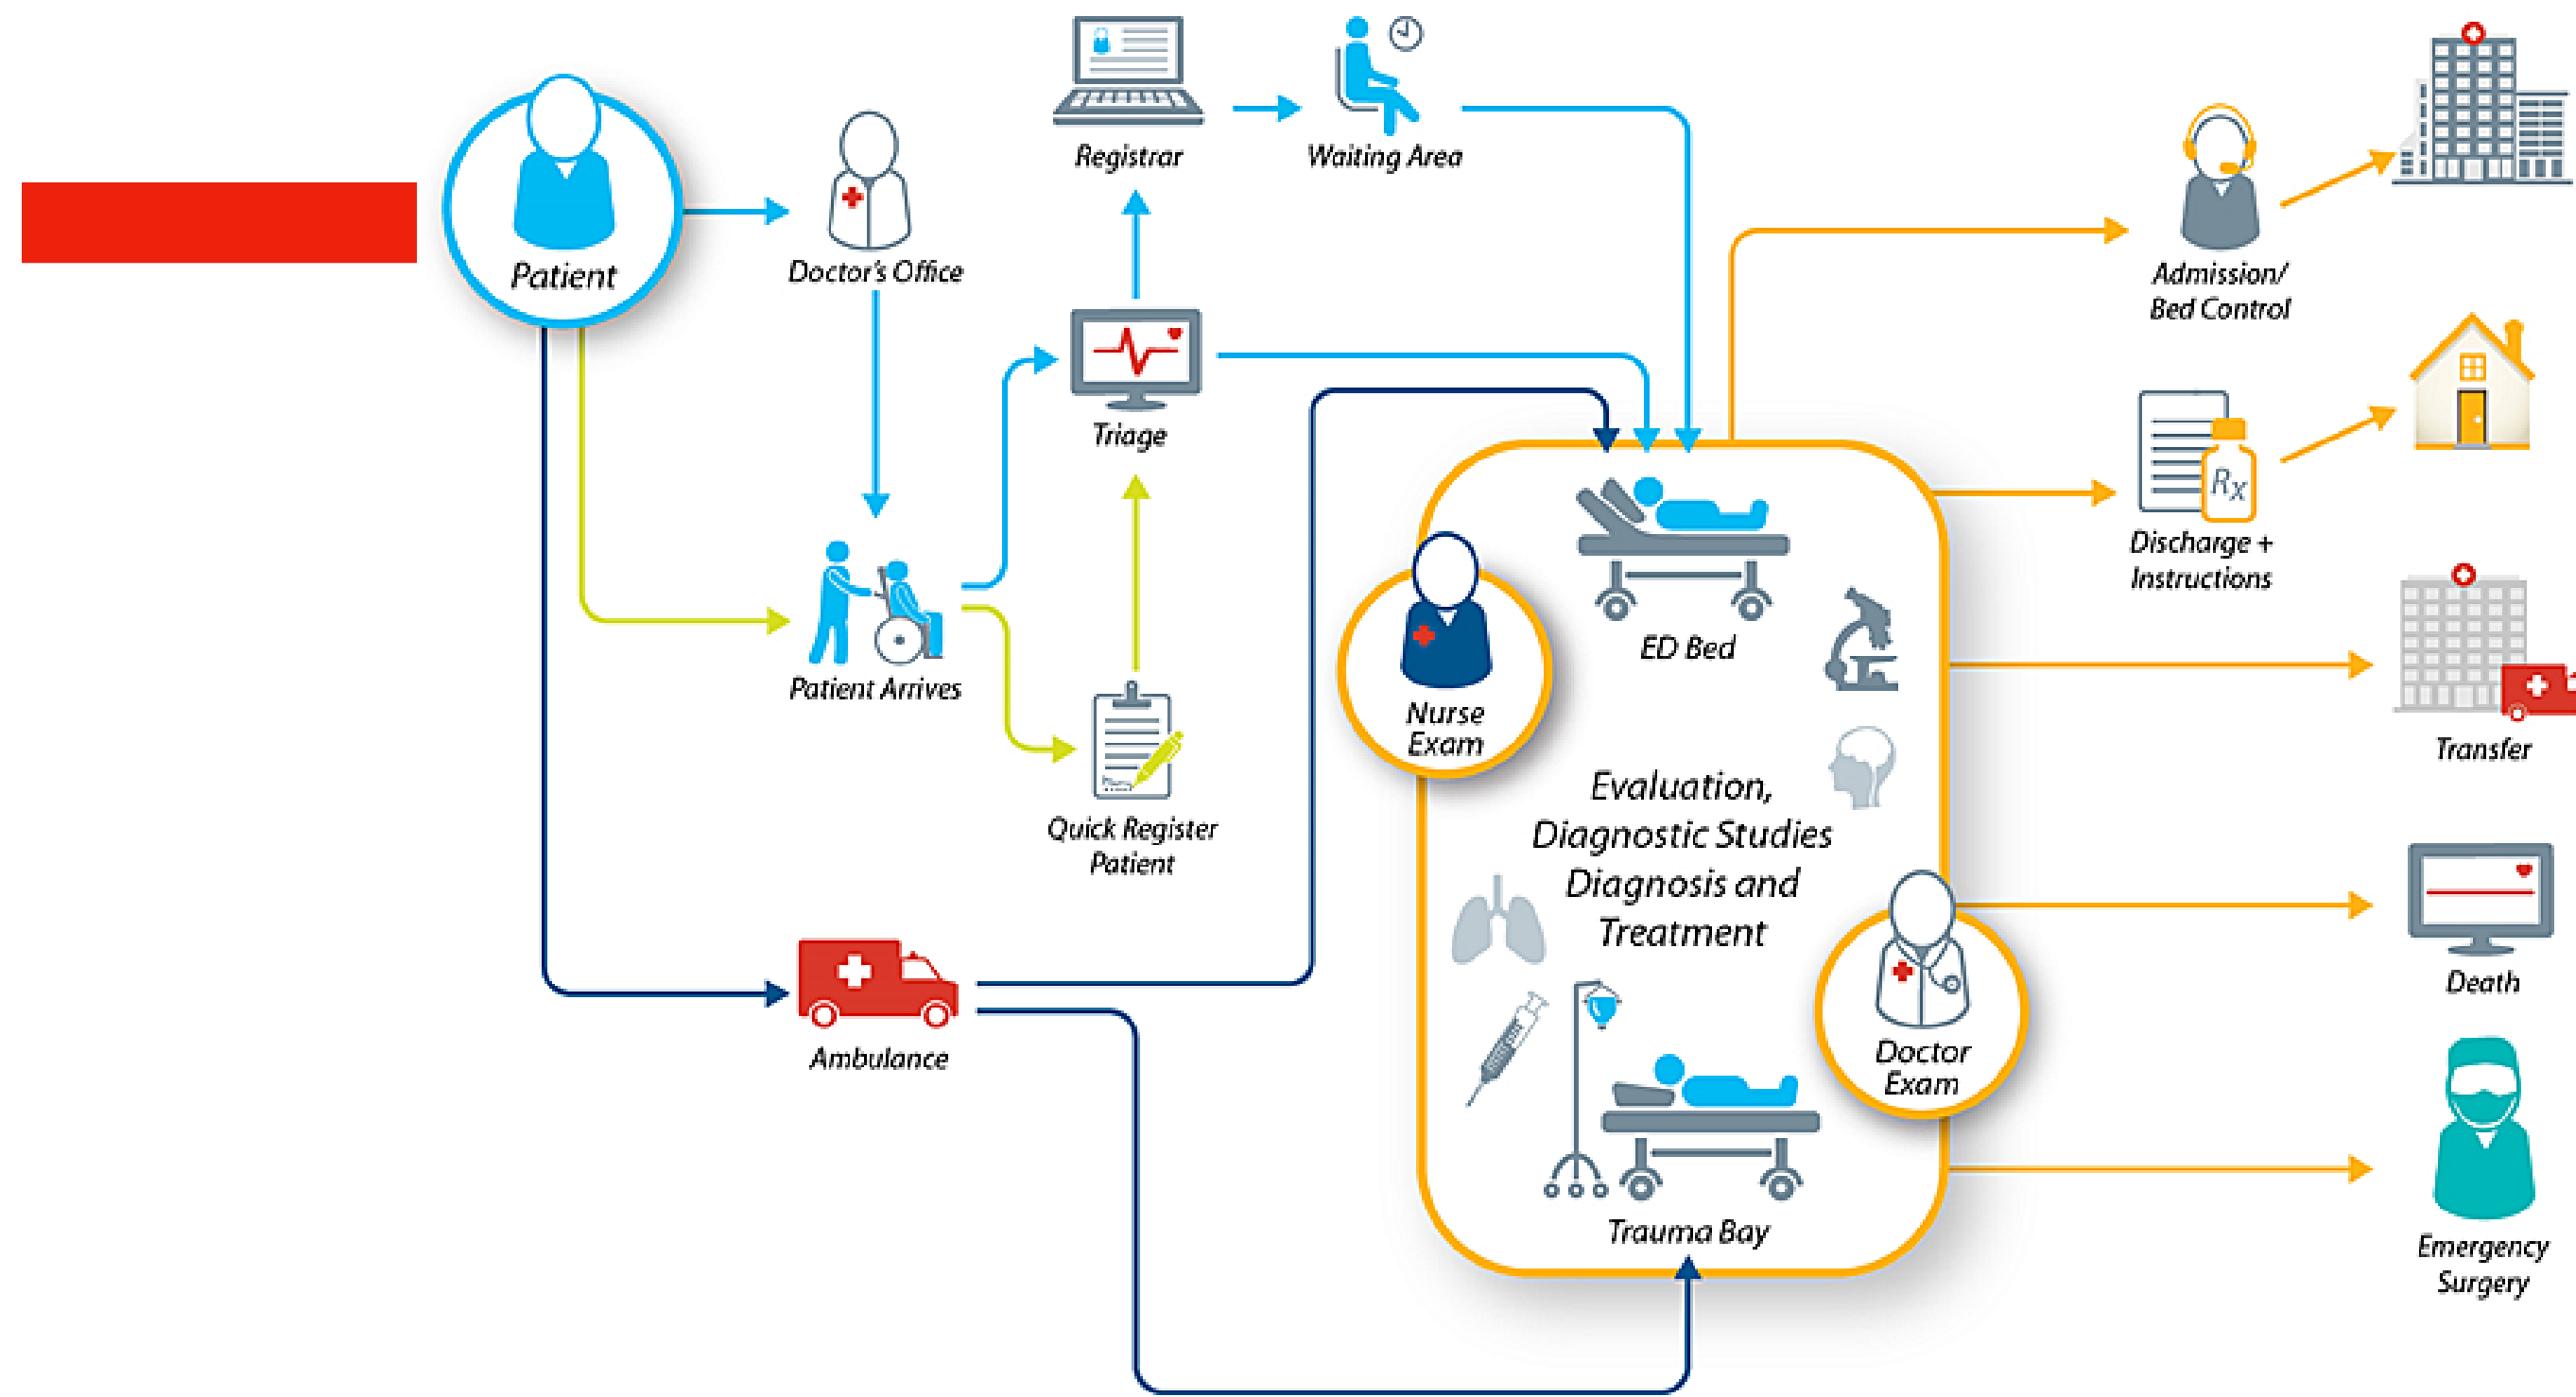 Patient
Doctor's Office
Registrar
Waiting Area
Triage
Patient Arrives
Quick Register
Patient
Ambulance
ED Bed
Nurse
Exam
Evaluation,
Diagnostic Studies
Diagnosis and
Treatment
Doctor
Exam
Trauma Bay
Admission/
Bed Control
Rx
Discharge +
Instructions
Transfer
Death
Emergency
Surgery